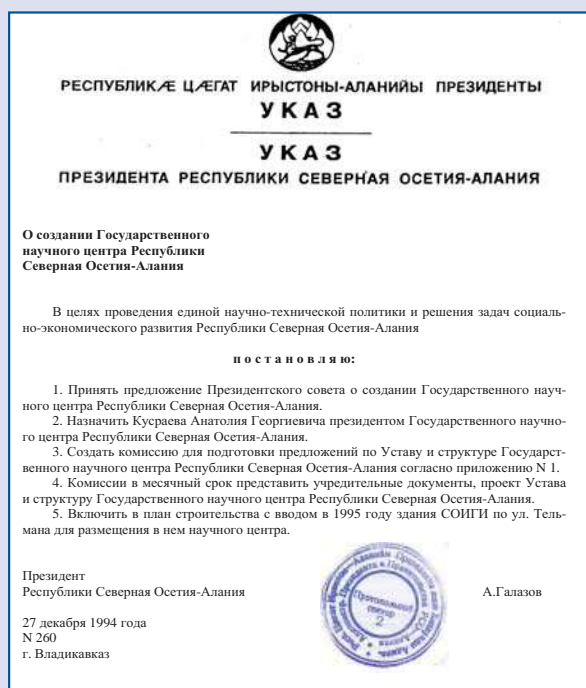 РЕСПУБЛИКӔ ЦӔГАТ ИРЫСТОНЫ-АЛАНИЙЫ ПРЕЗИДЕНТЫ
УКАЗ
УКАЗ
ПРЕЗИДЕНТА РЕСПУБЛИКИ СЕВЕРНАЯ ОСЕТИЯ-АЛАНИЯ
О создании Государственного
научного центра Республики
Северная Осетия-Алания
В целях проведения единой научно-технической политики и решения задач социаль-
но-экономического развития Республики Северная Осетия-Алания
постановляю:
1. Принять предложение Президентского совета о создании Государственного науч-
ного центра Республики Северная Осетия-Алания.
2. Назначить Кусраева Анатолия Георгиевича президентом Государственного научно-
го центра Республики Северная Осетия-Алания.
3. Создать комиссию для подготовки предложений по Уставу и структуре Государст-
венного научного центра Республики Северная Осетия-Алания согласно приложению N 1.
4. Комиссии в месячный срок представить учредительные документы, проект Устава
и структуру Государственного научного центра Республики Северная Осетия-Алания.
5. Включить в план строительства с вводом в 1995 году здания СОИГИ по ул. Тель-
мана для размещения в нем научного центра.
Президент
Республики Северная Осетия-Алания А.Галазов
27 декабря 1994 года
N 260
г. Владикавказ
Протокольный
сектор
2